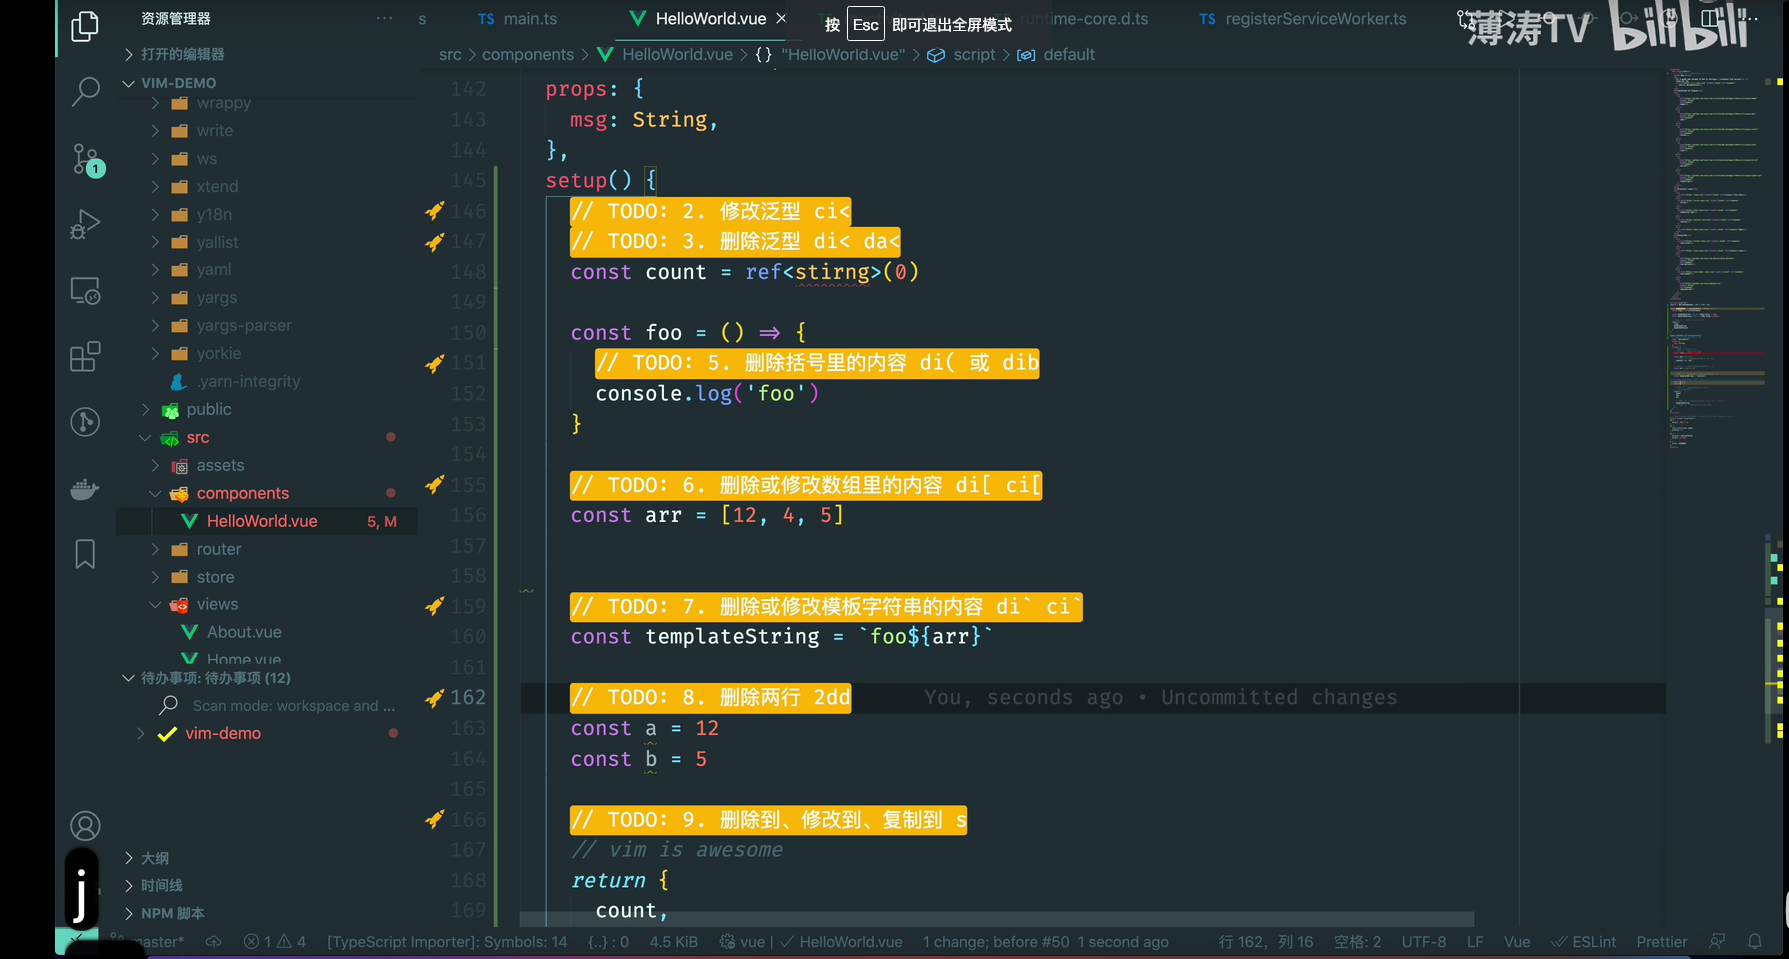 资源管理器
···
s
TS main.ts
HelloWorld.vue
按 Esc 即可退出全屏模式
runtime-core.d.ts
TS registerServiceWorker.ts
薄涛TV bilibili
打开的编辑器
src > components > HelloWorld.vue > {} "HelloWorld.vue" > script > default
VIM-DEMO
wrappy
write
ws
xtend
y18n
yallist
yaml
yargs
yargs-parser
yorkie
.yarn-integrity
public
src
assets
components
HelloWorld.vue 5, M
router
store
views
About.vue
Home.vue
待办事项: 待办事项 (12)
Scan mode: workspace and ...
vim-demo
大纲
时间线
NPM 脚本
1
j
142 props: {
143 msg: String,
144 },
145 setup() {
146 // TODO: 2. 修改泛型 ci<
147 // TODO: 3. 删除泛型 di< da<
148 const count = ref<stirng>(0)
149
150 const foo = () => {
151 // TODO: 5. 删除括号里的内容 di( 或 dib
152 console.log('foo')
153 }
154
155 // TODO: 6. 删除或修改数组里的内容 di[ ci[
156 const arr = [12, 4, 5]
157
158
159 // TODO: 7. 删除或修改模板字符串的内容 di` ci`
160 const templateString = `foo${arr}`
161
162 // TODO: 8. 删除两行 2dd You, seconds ago • Uncommitted changes
163 const a = 12
164 const b = 5
165
166 // TODO: 9. 删除到、修改到、复制到 s
167 // vim is awesome
168 return {
169 count,
master* 1 4 [TypeScript Importer]: Symbols: 14 {..} : 0 4.5 KiB vue | HelloWorld.vue 1 change; before #50 1 second ago 行 162，列 16 空格: 2 UTF-8 LF Vue ESLint Prettier